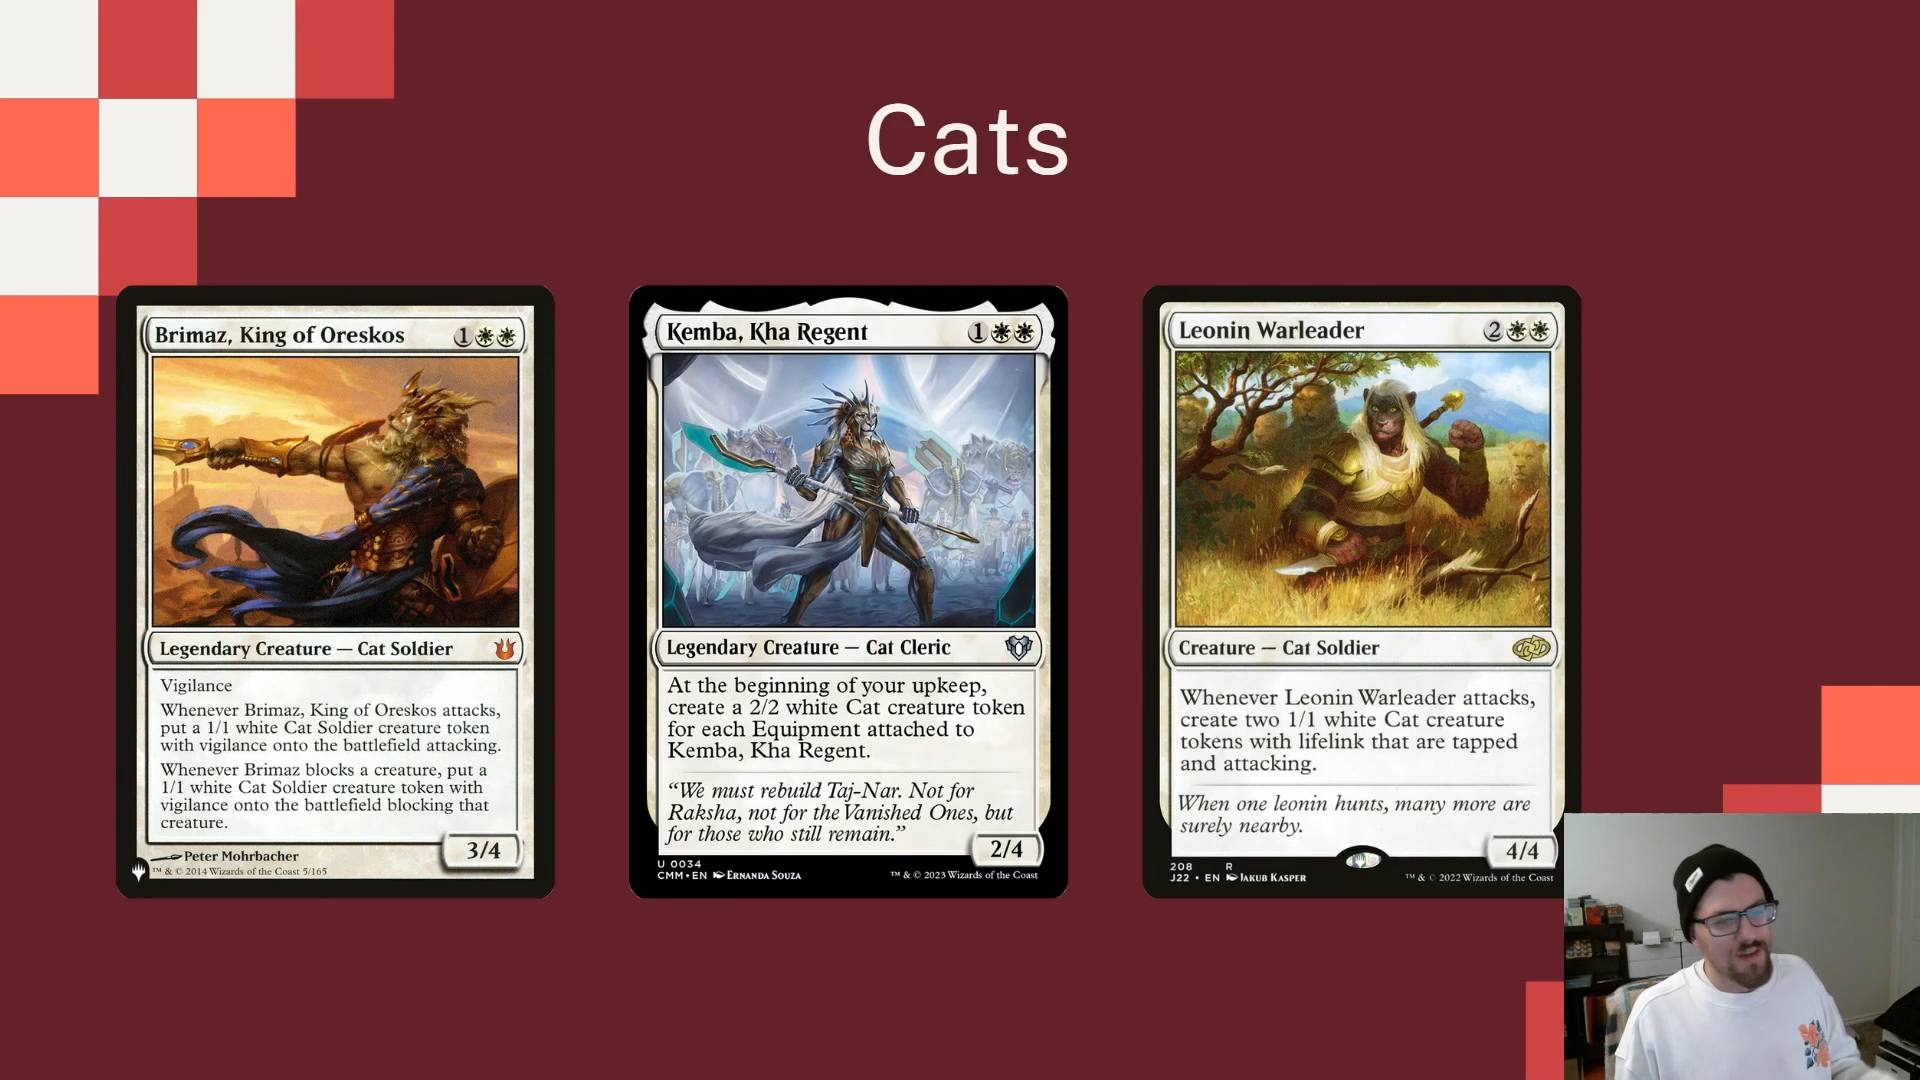 Cats
Brimaz, King of Oreskos 1
Legendary Creature — Cat Soldier
Vigilance
Whenever Brimaz, King of Oreskos attacks,
put a 1/1 white Cat Soldier creature token
with vigilance onto the battlefield attacking.
Whenever Brimaz blocks a creature, put a
1/1 white Cat Soldier creature token with
vigilance onto the battlefield blocking that
creature.
3/4
Peter Mohrbacher
™ & © 2014 Wizards of the Coast 5/165
Kemba, Kha Regent 1
Legendary Creature — Cat Cleric
At the beginning of your upkeep,
create a 2/2 white Cat creature token
for each Equipment attached to
Kemba, Kha Regent.
“We must rebuild Taj-Nar. Not for
Raksha, not for the Vanished Ones, but
for those who still remain.”
2/4
U 0034
CMM • EN Ernanda Souza ™ & © 2023 Wizards of the Coast
Leonin Warleader 2
Creature — Cat Soldier
Whenever Leonin Warleader attacks,
create two 1/1 white Cat creature
tokens with lifelink that are tapped
and attacking.
When one leonin hunts, many more are
surely nearby.
4/4
208 R
J22 • EN Jakub Kasper ™ & © 2022 Wizards of the Coast